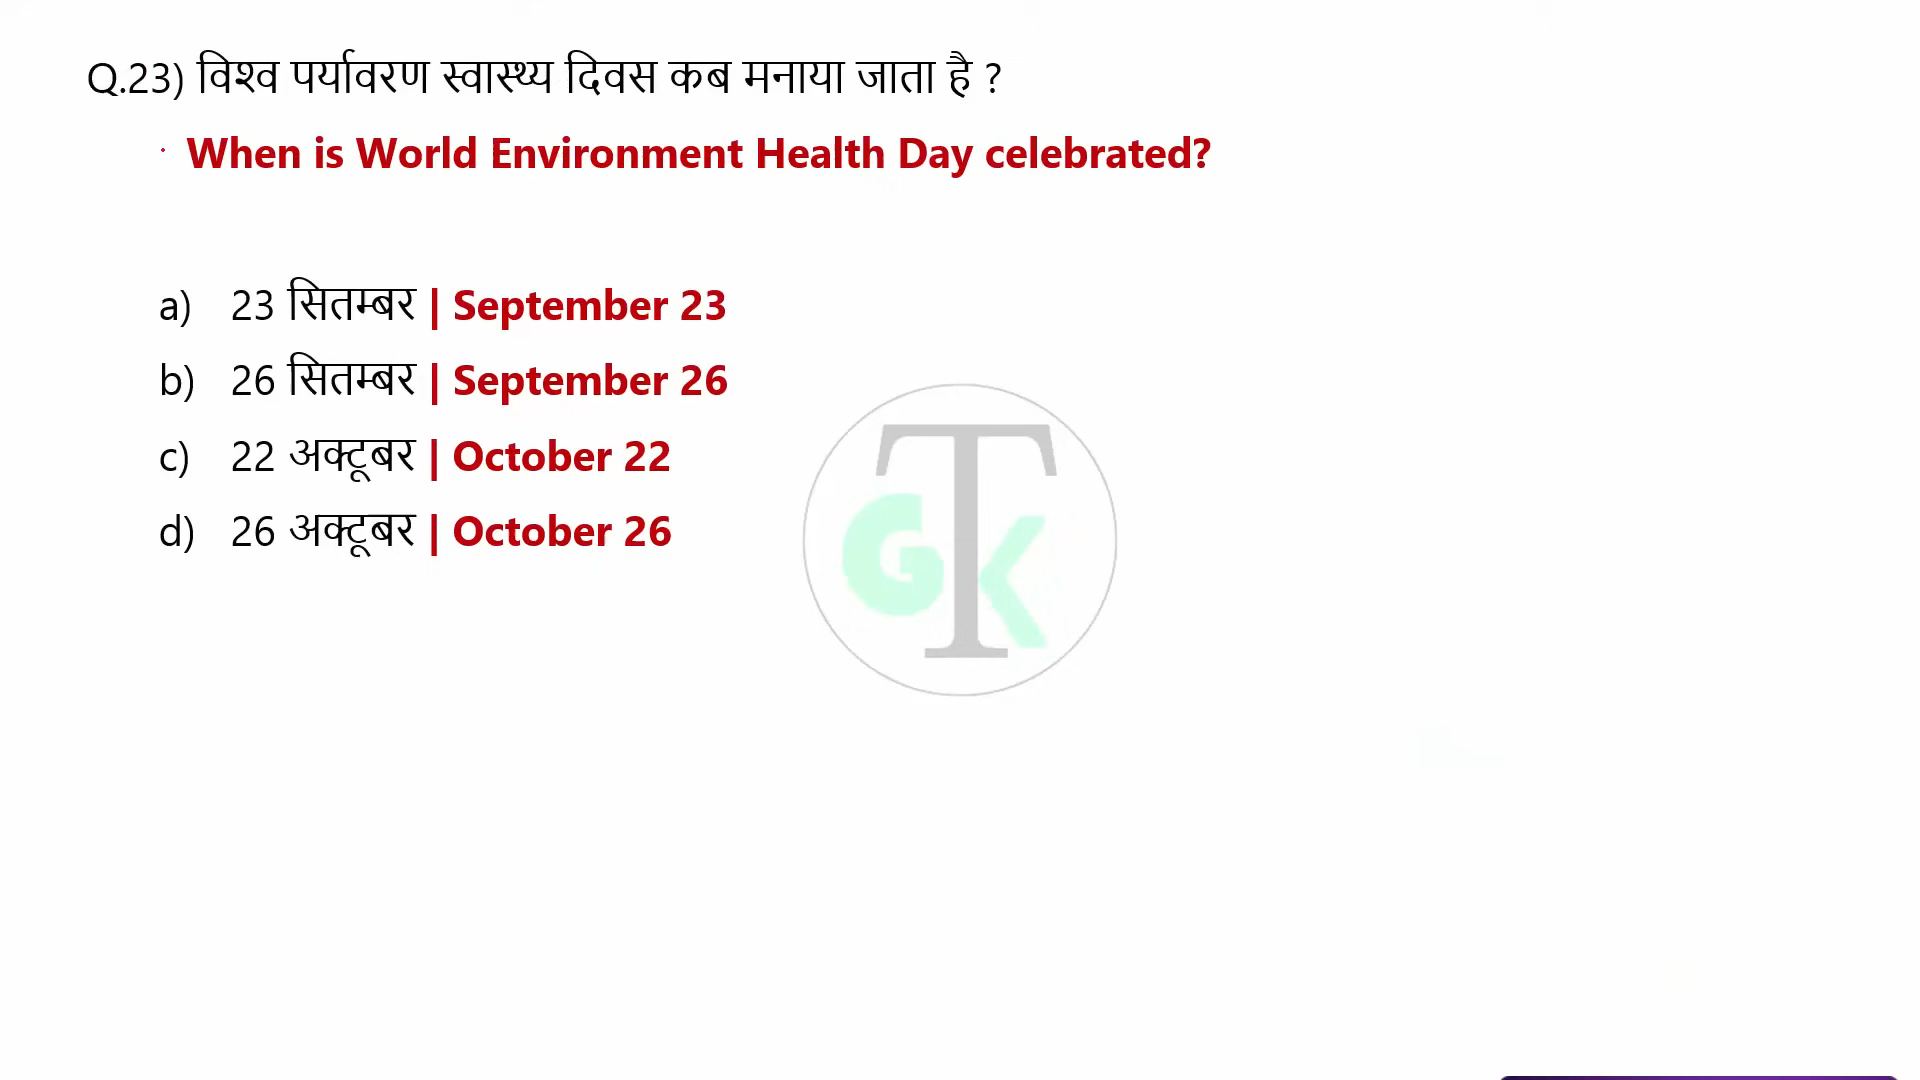 Q.23) विश्व पर्यावरण स्वास्थ्य दिवस कब मनाया जाता है ?
· When is World Environment Health Day celebrated?
a) 23 सितम्बर | September 23
b) 26 सितम्बर | September 26
c) 22 अक्टूबर | October 22
d) 26 अक्टूबर | October 26
GTK